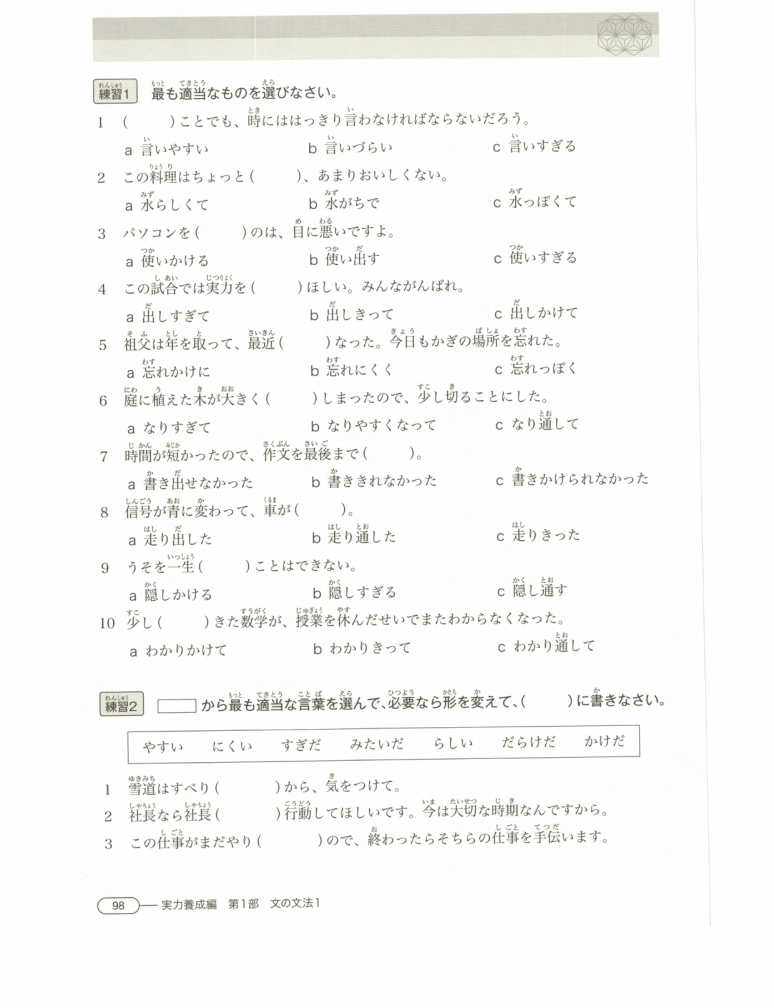 練習1 最も適当なものを選びなさい。
1 ( )ことでも、時にははっきり言わなければならないだろう。
a 言いやすい b 言いづらい c 言いすぎる
2 この料理はちょっと( )、あまりおいしくない。
a 水らしくて b 水がちで c 水っぽくて
3 パソコンを( )のは、目に悪いですよ。
a 使いかける b 使い出す c 使いすぎる
4 この試合では実力を( )ほしい。みんながんばれ。
a 出しすぎて b 出しきって c 出しかけて
5 祖父は年を取って、最近( )なった。今日もかぎの場所を忘れた。
a 忘れかけに b 忘れにくく c 忘れっぽく
6 庭に植えた木が大きく( )しまったので、少し切ることにした。
a なりすぎて b なりやすくなって c なり通して
7 時間が短かったので、作文を最後まで( )。
a 書き出せなかった b 書ききれなかった c 書きかけられなかった
8 信号が青に変わって、車が( )。
a 走り出した b 走り通した c 走りきった
9 うそを一生( )ことはできない。
a 隠しかける b 隠しすぎる c 隠し通す
10 少し( )きた数学が、授業を休んだせいでまたわからなくなった。
a わかりかけて b わかりきって c わかり通して
練習2 から最も適当な言葉を選んで、必要なら形を変えて、( )に書きなさい。
やすい にくい すぎだ みたいだ らしい だらけだ かけだ
1 雪道はすべり( )から、気をつけて。
2 社長なら社長( )行動してほしいです。今は大切な時期なんですから。
3 この仕事がまだやり( )ので、終わったらそちらの仕事を手伝います。
98 実力養成編 第1部 文の文法1